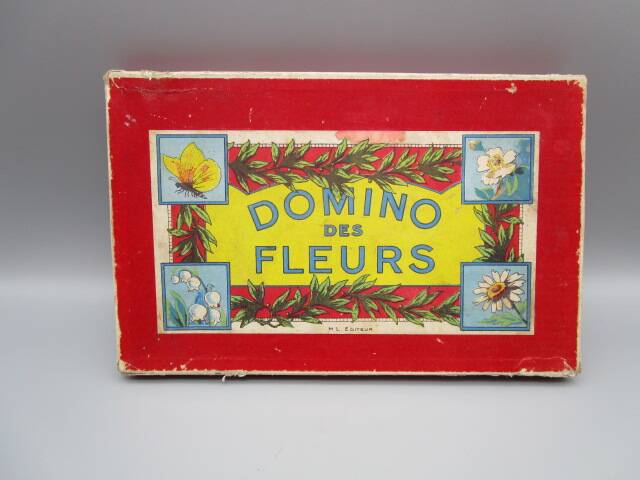 DOMINO
DES
FLEURS
M L. EDITEUR